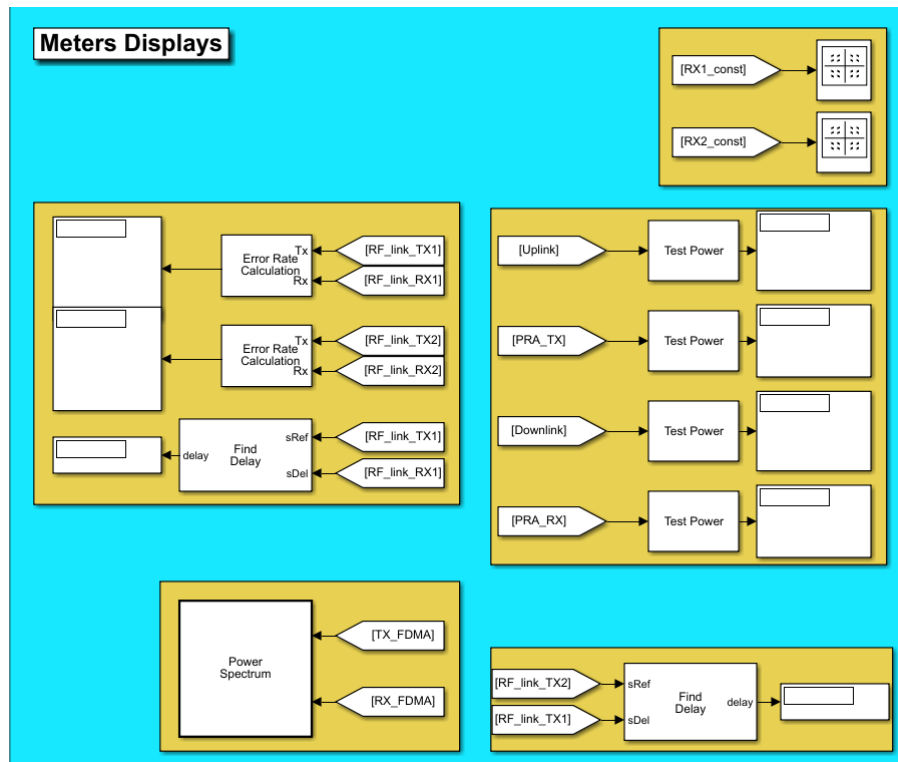 Meters Displays
[RX1_const]
[RX2_const]
Tx
Error Rate
Calculation
Rx
[RF_link_TX1]
[RF_link_RX1]
Tx
Error Rate
Calculation
Rx
[RF_link_TX2]
[RF_link_RX2]
delay
Find
Delay
sRef
sDel
[RF_link_TX1]
[RF_link_RX1]
[Uplink]
Test Power
[PRA_TX]
Test Power
[Downlink]
Test Power
[PRA_RX]
Test Power
Power
Spectrum
[TX_FDMA]
[RX_FDMA]
[RF_link_TX2]
[RF_link_TX1]
sRef
sDel
Find
Delay
delay